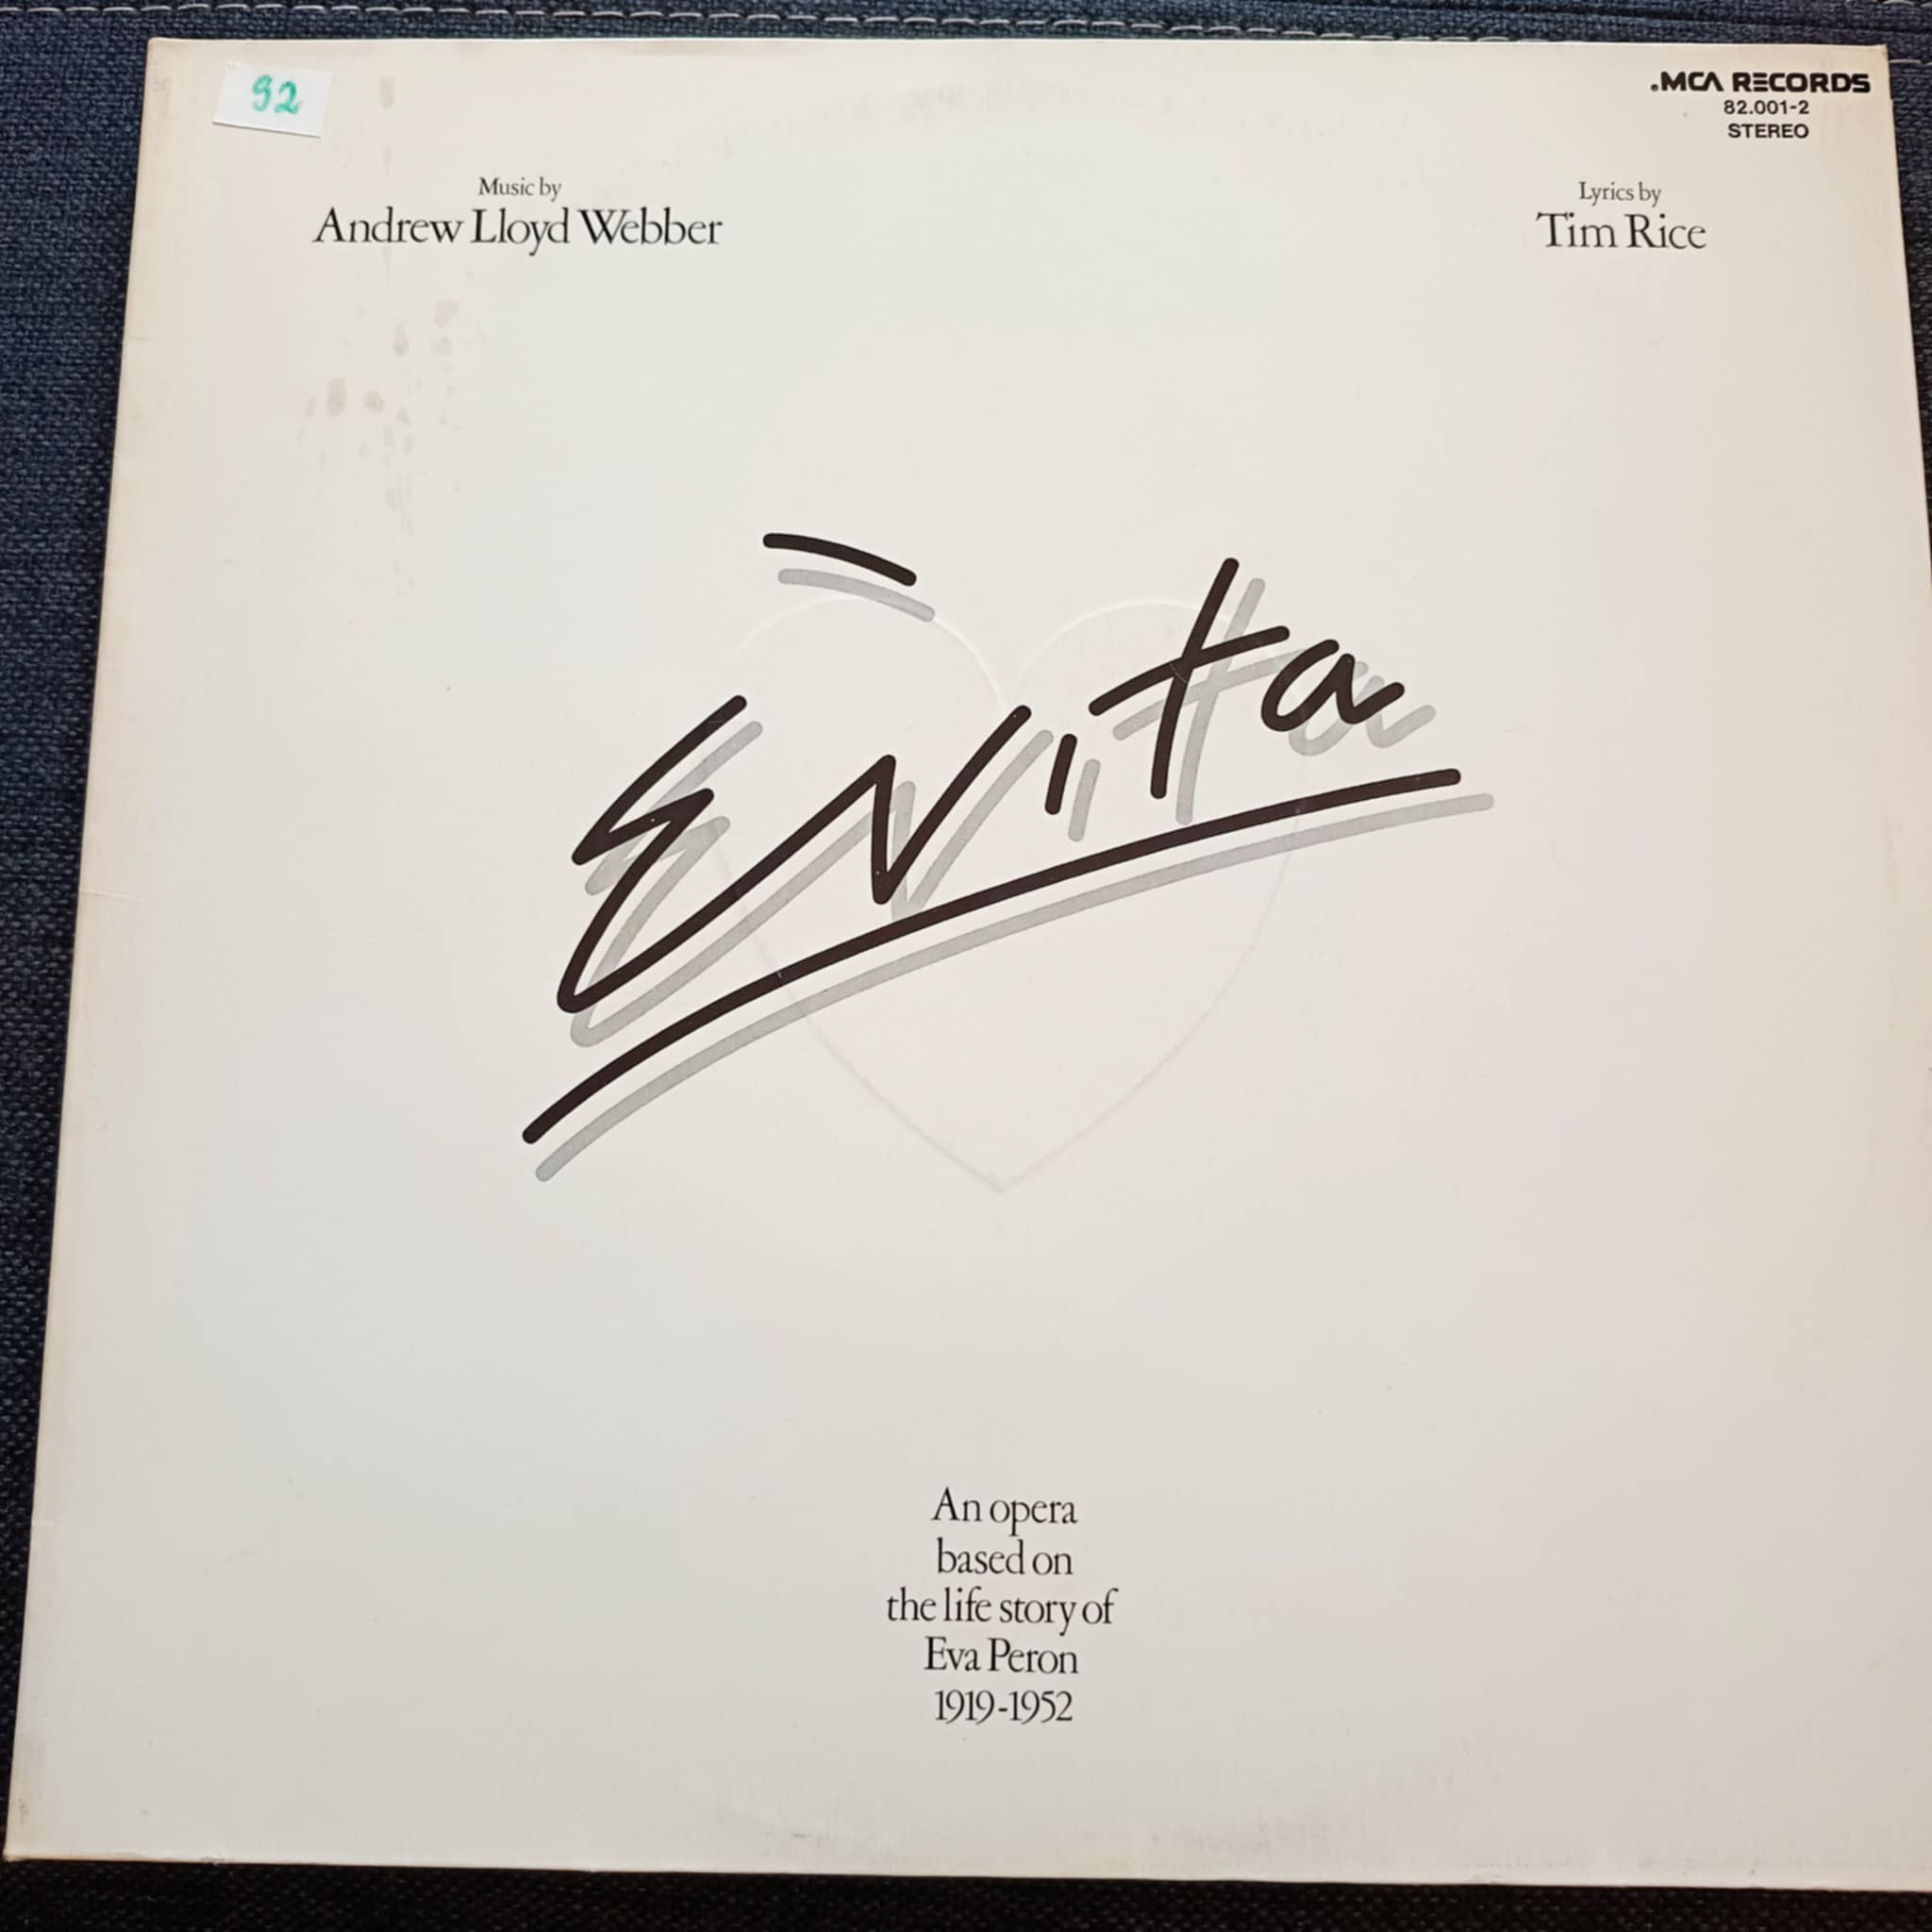 92
.MCA RECORDS
82.001-2
STEREO
Music by
Andrew Lloyd Webber
Lyrics by
Tim Rice
Evita
An opera
based on
the life story of
Eva Peron
1919-1952